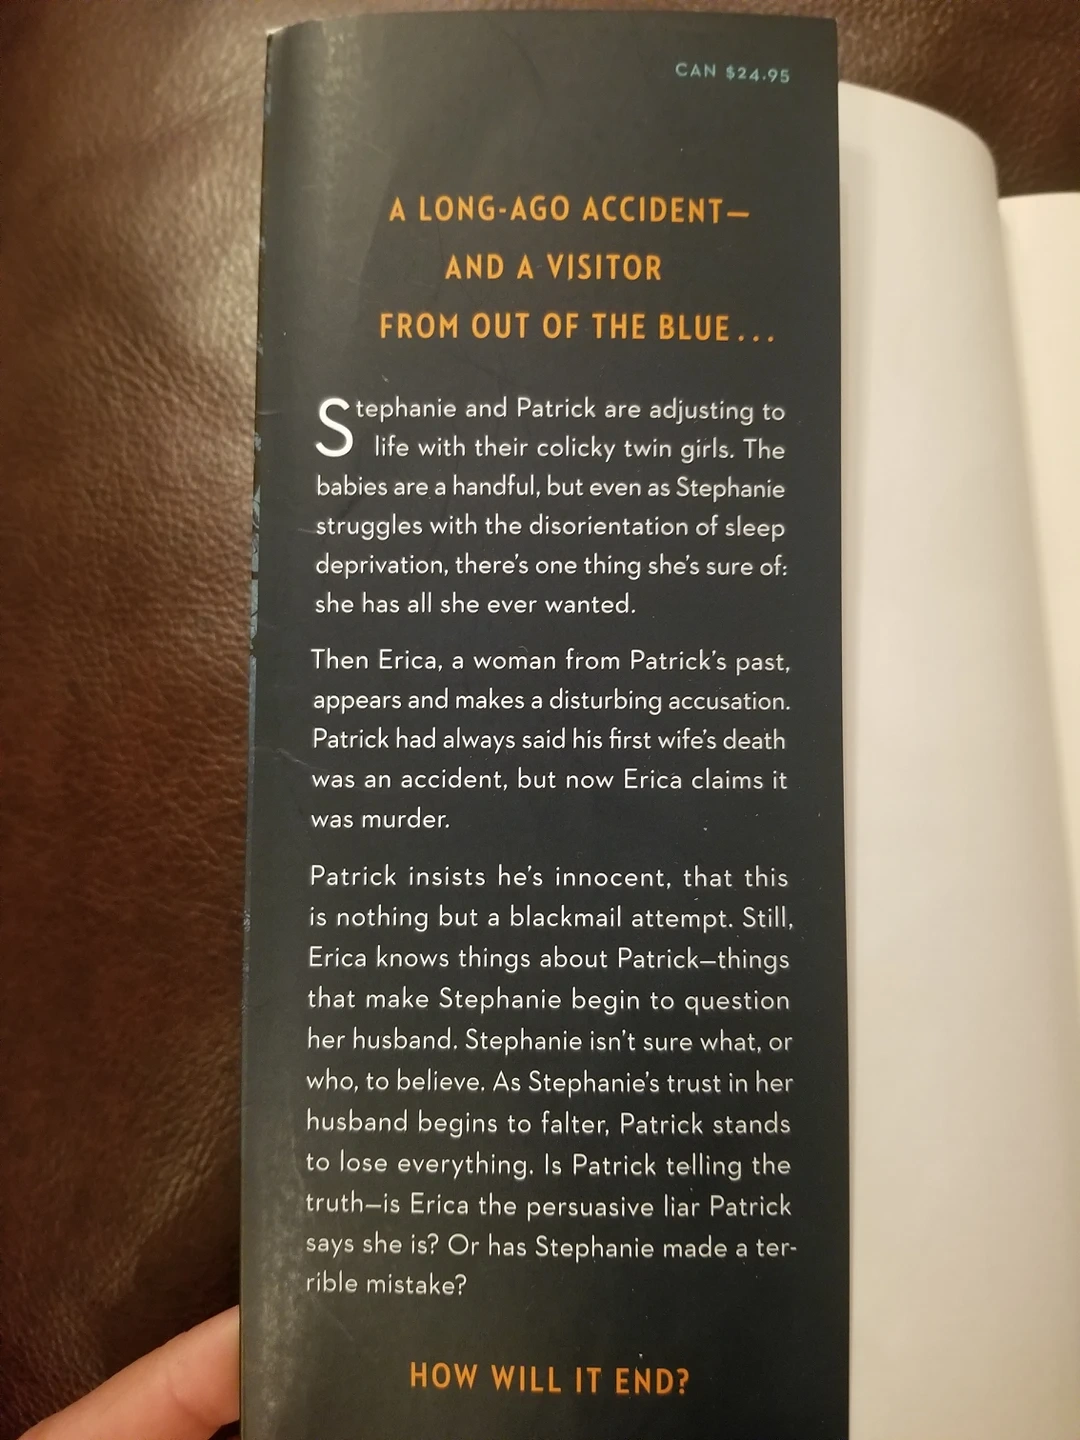 CAN $24.95
A LONG-AGO ACCIDENT—
AND A VISITOR
FROM OUT OF THE BLUE...
Stephanie and Patrick are adjusting to
life with their colicky twin girls. The
babies are a handful, but even as Stephanie
struggles with the disorientation of sleep
deprivation, there's one thing she's sure of:
she has all she ever wanted.
Then Erica, a woman from Patrick's past,
appears and makes a disturbing accusation.
Patrick had always said his first wife's death
was an accident, but now Erica claims it
was murder.
Patrick insists he's innocent, that this
is nothing but a blackmail attempt. Still,
Erica knows things about Patrick—things
that make Stephanie begin to question
her husband. Stephanie isn't sure what, or
who, to believe. As Stephanie's trust in her
husband begins to falter, Patrick stands
to lose everything. Is Patrick telling the
truth—is Erica the persuasive liar Patrick
says she is? Or has Stephanie made a ter-
rible mistake?
HOW WILL IT END?